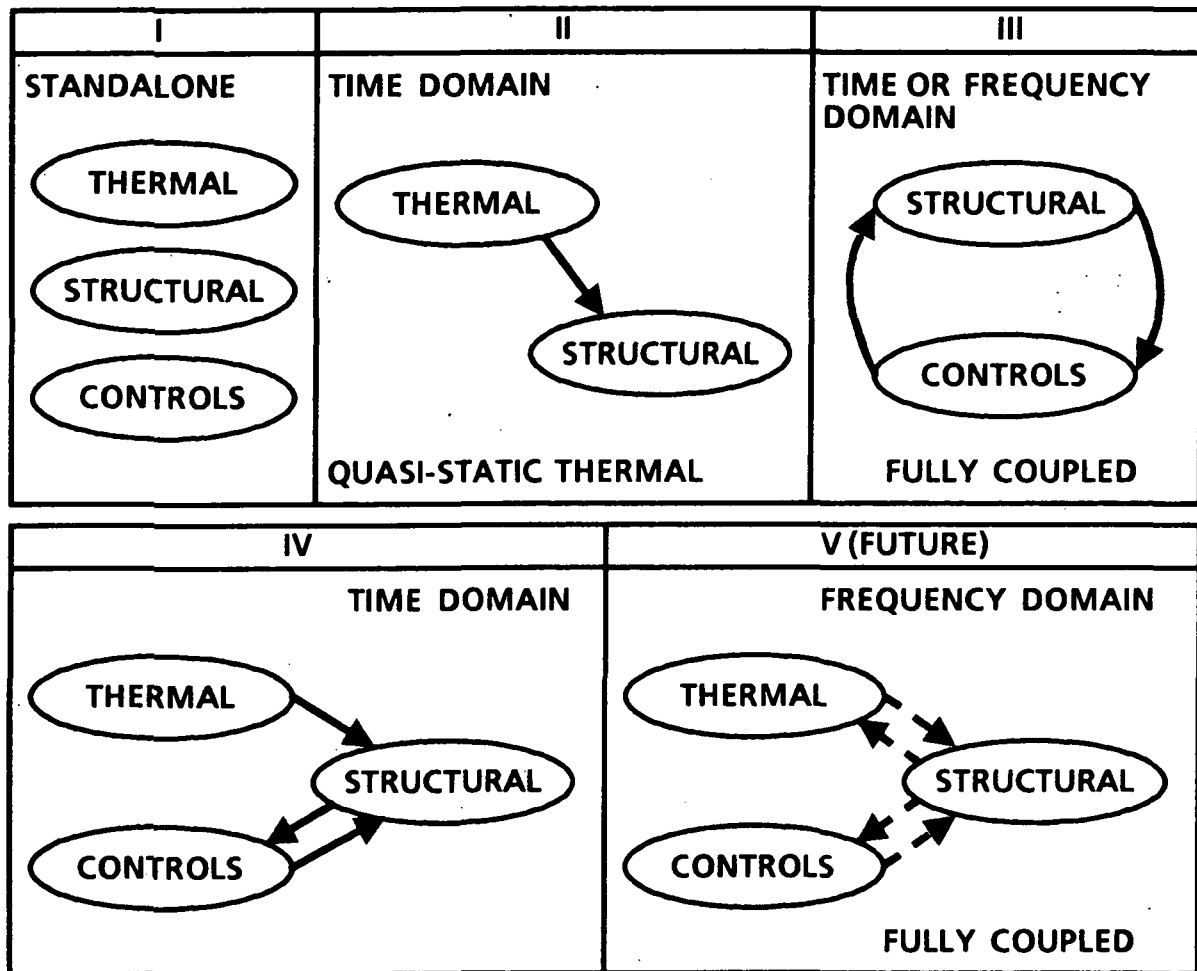 I
STANDALONE
THERMAL
STRUCTURAL
CONTROLS
II
TIME DOMAIN
THERMAL
STRUCTURAL
QUASI-STATIC THERMAL
III
TIME OR FREQUENCY
DOMAIN
STRUCTURAL
CONTROLS
FULLY COUPLED
IV
TIME DOMAIN
THERMAL
STRUCTURAL
CONTROLS
V (FUTURE)
FREQUENCY DOMAIN
THERMAL
STRUCTURAL
CONTROLS
FULLY COUPLED